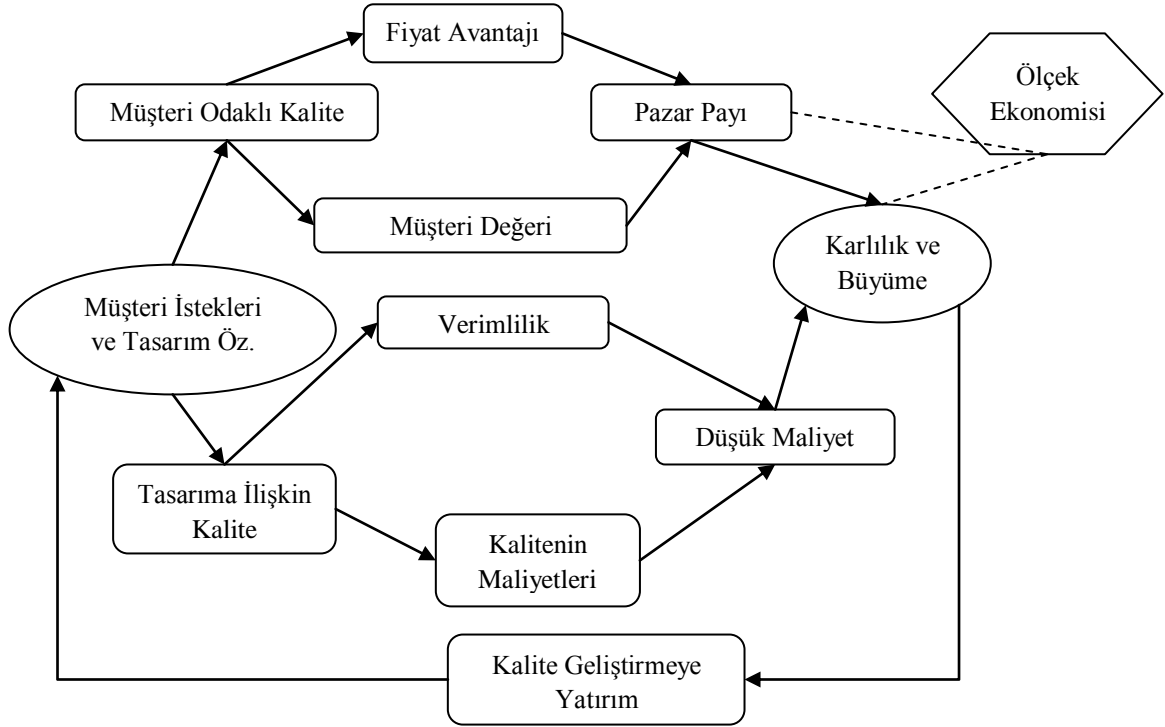 Fiyat Avantajı
Müşteri Odaklı Kalite
Pazar Payı
Ölçek
Ekonomisi
Müşteri Değeri
Karlılık ve
Büyüme
Müşteri İstekleri
ve Tasarım Öz.
Verimlilik
Düşük Maliyet
Tasarıma İlişkin
Kalite
Kalitenin
Maliyetleri
Kalite Geliştirmeye
Yatırım